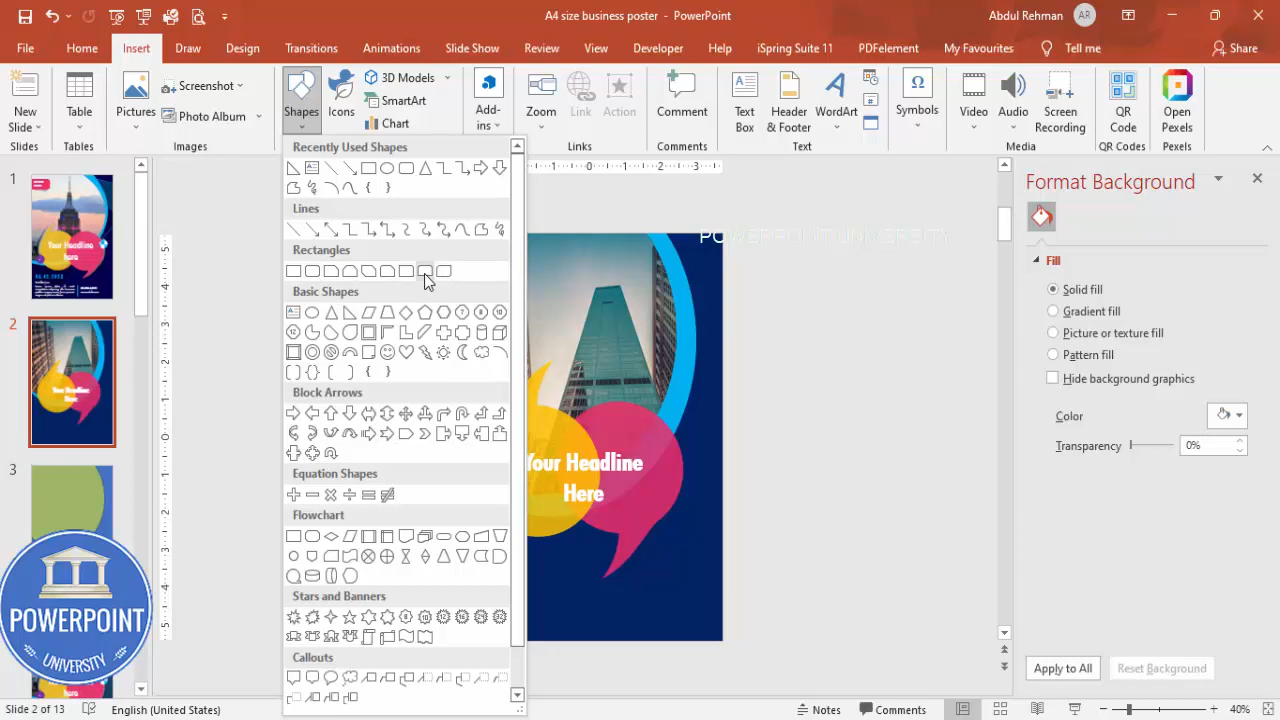 A4 size business poster - PowerPoint
Abdul Rehman
AR
File Home Insert Draw Design Transitions Animations Slide Show Review View Developer Help iSpring Suite 11 PDFelement My Favourites Tell me Share
New Slide
Table
Pictures
Screenshot
Photo Album
Shapes
Icons
3D Models
SmartArt
Chart
Add-ins
Zoom
Link
Action
Comment
Text Box
Header & Footer
WordArt
Symbols
Video
Audio
Screen Recording
QR Code
Open Pexels
Slides Tables Images Links Comments Text Media QR Codes Pexels
Recently Used Shapes
Lines
Rectangles
Basic Shapes
Block Arrows
Equation Shapes
Flowchart
Stars and Banners
Callouts
1
Your Headline
here
2
Your Headline
Here
3
POWERPOINT
UNIVERSITY
POWERPOINT UNIVERSITY
Your Headline
Here
Format Background
Fill
Solid fill
Gradient fill
Picture or texture fill
Pattern fill
Hide background graphics
Color
Transparency 0%
Apply to All Reset Background
Slide 2 of 13 English (United States) Notes Comments 40%